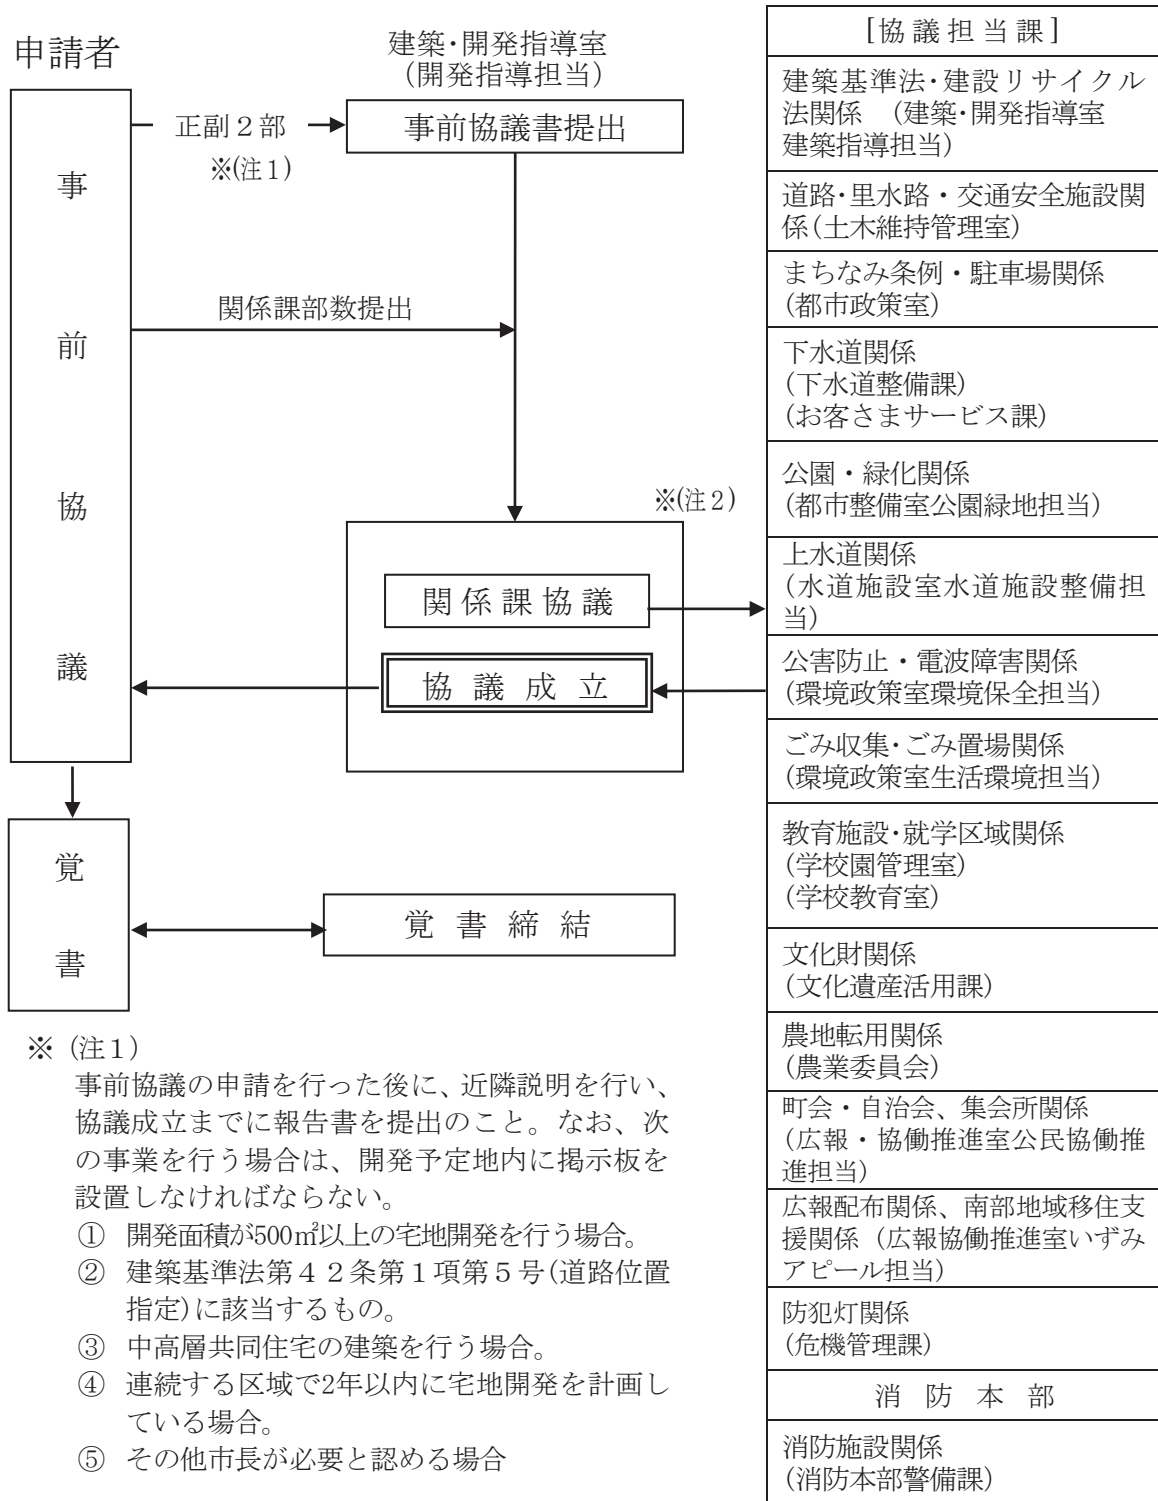 申請者
建築・開発指導室
(開発指導担当)
事前協議
正副２部
※(注１)
事前協議書提出
関係課部数提出
※(注２)
関係課協議
協議成立
覚書
覚書締結
※ (注１)
事前協議の申請を行った後に、近隣説明を行い、
協議成立までに報告書を提出のこと。なお、次
の事業を行う場合は、開発予定地内に掲示板を
設置しなければならない。
① 開発面積が500㎡以上の宅地開発を行う場合。
② 建築基準法第４２条第１項第５号(道路位置
指定)に該当するもの。
③ 中高層共同住宅の建築を行う場合。
④ 連続する区域で2年以内に宅地開発を計画し
ている場合。
⑤ その他市長が必要と認める場合
[協議担当課]
建築基準法・建設リサイクル
法関係 (建築・開発指導室
建築指導担当)
道路・里水路・交通安全施設関
係(土木維持管理室)
まちなみ条例・駐車場関係
(都市政策室)
下水道関係
(下水道整備課)
(お客さまサービス課)
公園・緑化関係
(都市整備室公園緑地担当)
上水道関係
(水道施設室水道施設整備担
当)
公害防止・電波障害関係
(環境政策室環境保全担当)
ごみ収集・ごみ置場関係
(環境政策室生活環境担当)
教育施設・就学区域関係
(学校園管理室)
(学校教育室)
文化財関係
(文化遺産活用課)
農地転用関係
(農業委員会)
町会・自治会、集会所関係
(広報・協働推進室公民協働推
進担当)
広報配布関係、南部地域移住支
援関係 (広報協働推進室いずみ
アピール担当)
防犯灯関係
(危機管理課)
消防本部
消防施設関係
(消防本部警備課)